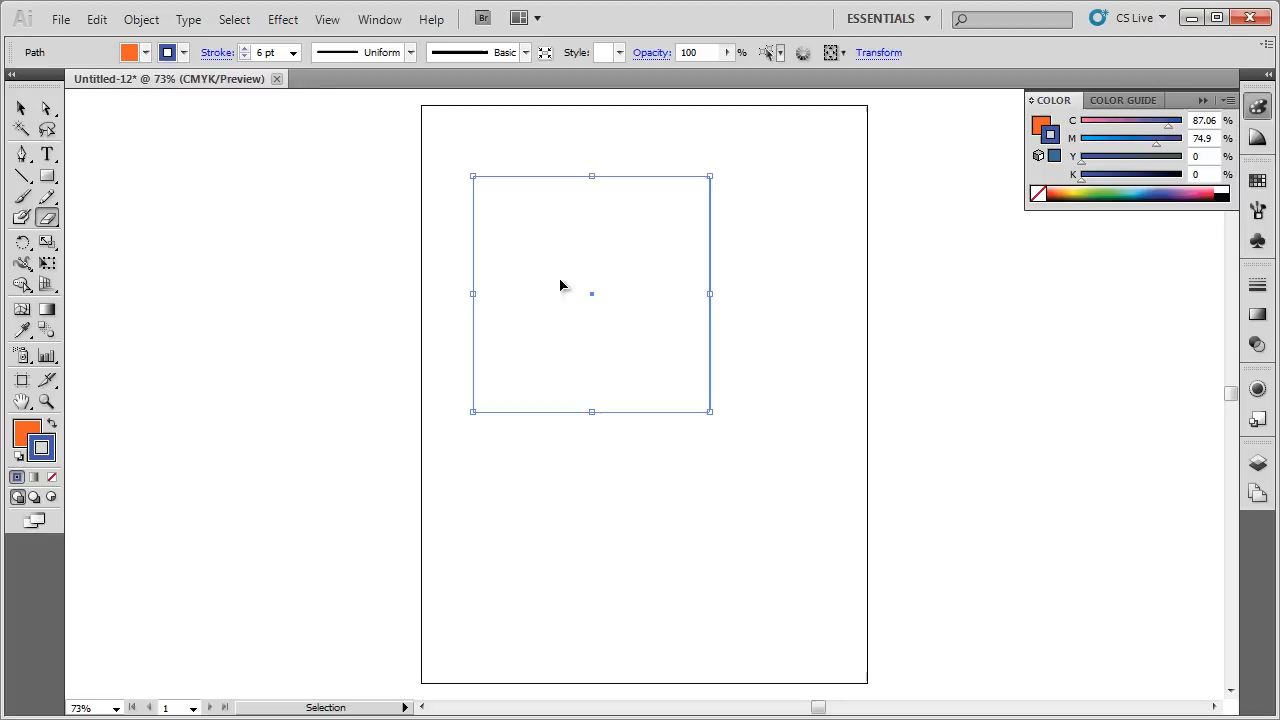 Ai File Edit Object Type Select Effect View Window Help Br ESSENTIALS CS Live
Path Stroke: 6 pt Uniform Basic Style: Opacity: 100 % Transform
Untitled-12* @ 73% (CMYK/Preview)
COLOR COLOR GUIDE
C 87.06 %
M 74.9 %
Y 0 %
K 0 %
T
73% 1 Selection